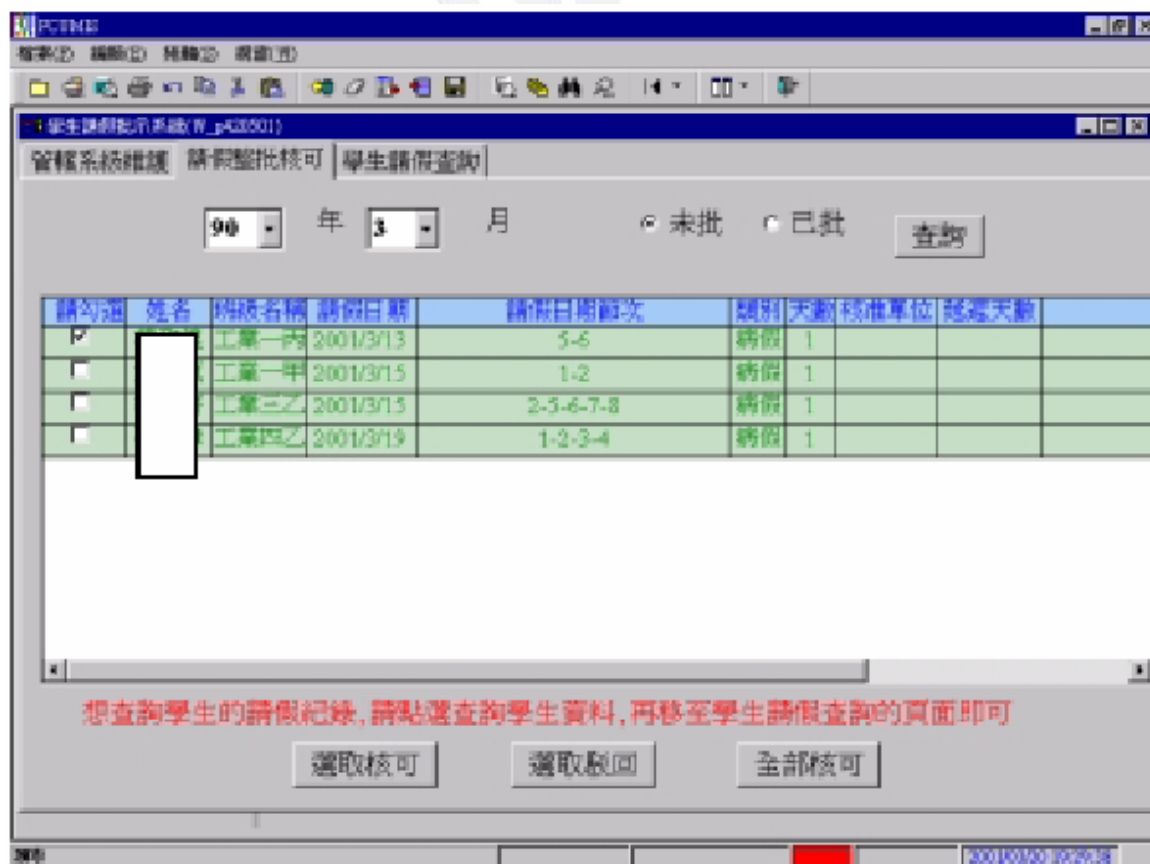 PCTMIS
學生請假批示系統(W_p420501)
管轄系統維護 請假整批核可 學生請假查詢
90 年 3 月 未批 已批 查詢
請勾選 姓名 班級名稱 請假日期 請假日期節次 類別 天數 核准單位 遞延天數
工業一丙 2001/3/13 5-6 病假 1
工業一甲 2001/3/15 1-2 病假 1
工業三乙 2001/3/15 2-5-6-7-8 病假 1
工業四乙 2001/3/19 1-2-3-4 病假 1
想查詢學生的請假紀錄,請點選查詢學生資料,再移至學生請假查詢的頁面即可
選取核可 選取駁回 全部核可